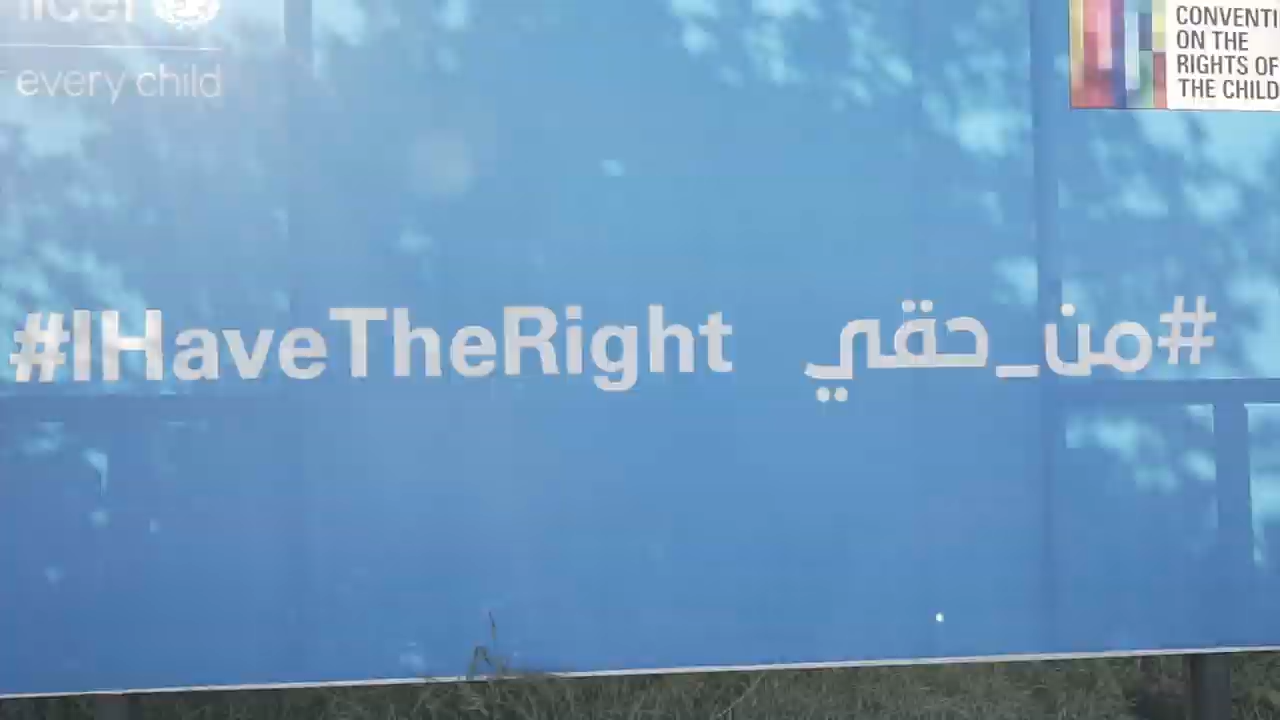 every child
CONVENTI
ON THE
RIGHTS OF
THE CHILD
#IHaveTheRight
#من_حقي